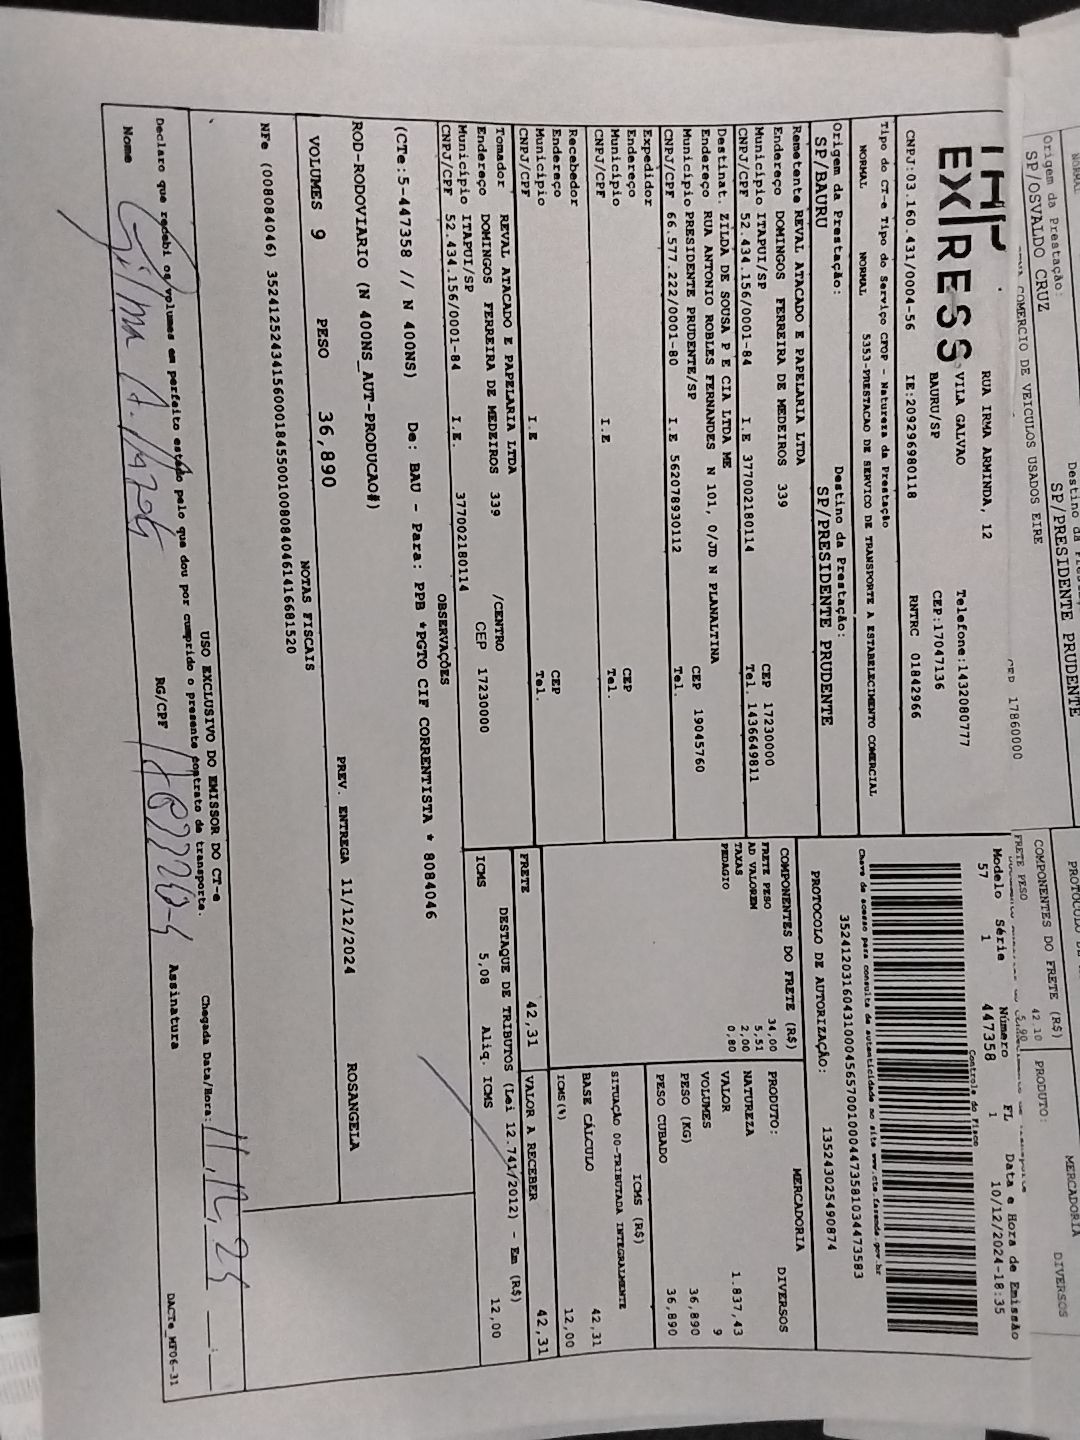 NORMAL
Origem da Prestação:
SP/OSVALDO CRUZ
SP/PRESIDENTE PRUDENTE
COMERCIO DE VEICULOS USADOS EIRE
CEP 17860000
COMPONENTES DO FRETE (R$)
FRETE PESO 42.10
5.90
PRODUTO:
MERCADORIA
DIVERSOS
EX RESS
RUA IRMA ARMINDA, 12
VILA GALVAO
BAURU/SP
Telefone:1432080777
CEP:17047136
CNPJ:03.160.431/0004-56 IE:209296980118 RNTRC 01842966
Modelo Série Número FL Data e Hora de Emissão
57 1 447358 1 10/12/2024-18:35
Controle do Fisco
Tipo do CT-e Tipo do Serviço CFOP - Natureza da Prestação
NORMAL NORMAL 5353-PRESTACAO DE SERVICO DE TRANSPORTE A ESTABELECIMENTO COMERCIAL
Chave de acesso para consulta de autenticidade no site www.cte.fazenda.gov.br
35241203160431000456570010004473581034473583
Origem da Prestação: Destino da Prestação:
SP/BAURU SP/PRESIDENTE PRUDENTE
PROTOCOLO DE AUTORIZAÇÃO: 135243025490874
Remetente REVAL ATACADO E PAPELARIA LTDA
Endereço DOMINGOS FERREIRA DE MEDEIROS 339
Município ITAPUI/SP CEP 17230000
CNPJ/CPF 52.434.156/0001-84 I.E 377002180114 Tel. 1436649811
Destinat. ZILDA DE SOUSA P E CIA LTDA ME
Endereço RUA ANTONIO ROBLES FERNANDES N 101, 0/JD N PLANALTINA
Município PRESIDENTE PRUDENTE/SP CEP 19045760
CNPJ/CPF 66.577.222/0001-80 I.E 562078930112 Tel.
Expedidor
Endereço
Município CEP
CNPJ/CPF I.E Tel.
Recebedor
Endereço
Município CEP
CNPJ/CPF I.E Tel.
Tomador REVAL ATACADO E PAPELARIA LTDA
Endereço DOMINGOS FERREIRA DE MEDEIROS 339 /CENTRO
Município ITAPUI/SP CEP 17230000
CNPJ/CPF 52.434.156/0001-84 I.E. 377002180114
COMPONENTES DO FRETE (R$)
FRETE PESO 34,00
AD VALOREM 5,51
TAXAS 2,00
PEDAGIO 0,80
MERCADORIA
PRODUTO: DIVERSOS
NATUREZA
VALOR 1.837,43
VOLUMES 9
PESO (KG) 36,890
PESO CUBADO 36,890
ICMS (R$)
SITUAÇÃO 00-TRIBUTADA INTEGRALMENTE
BASE CÁLCULO 42,31
ICMS(%) 12,00
FRETE 42,31 VALOR A RECEBER 42,31
DESTAQUE DE TRIBUTOS (Lei 12.741/2012) - Em (R$)
ICMS 5,08 Aliq. ICMS 12,00
OBSERVAÇÕES
(CTe:5-447358 // N 400NS) De: BAU - Para: PPB *PGTO CIF CORRENTISTA * 8084046
ROD-RODOVIARIO (N 400NS_AUT-PRODUCAO#)
VOLUMES 9 PESO 36,890 PREV. ENTREGA 11/12/2024 ROSANGELA
NOTAS FISCAIS
NFe (008084046) 35241252434156000184550010080840461416681520
USO EXCLUSIVO DO EMISSOR DO CT-e
Declaro que recebi os volumes em perfeito estado pelo que dou por cumprido o presente contrato de transporte.
Chegada Data/Hora:
Nome RG/CPF Assinatura
DACTe_MF06-31